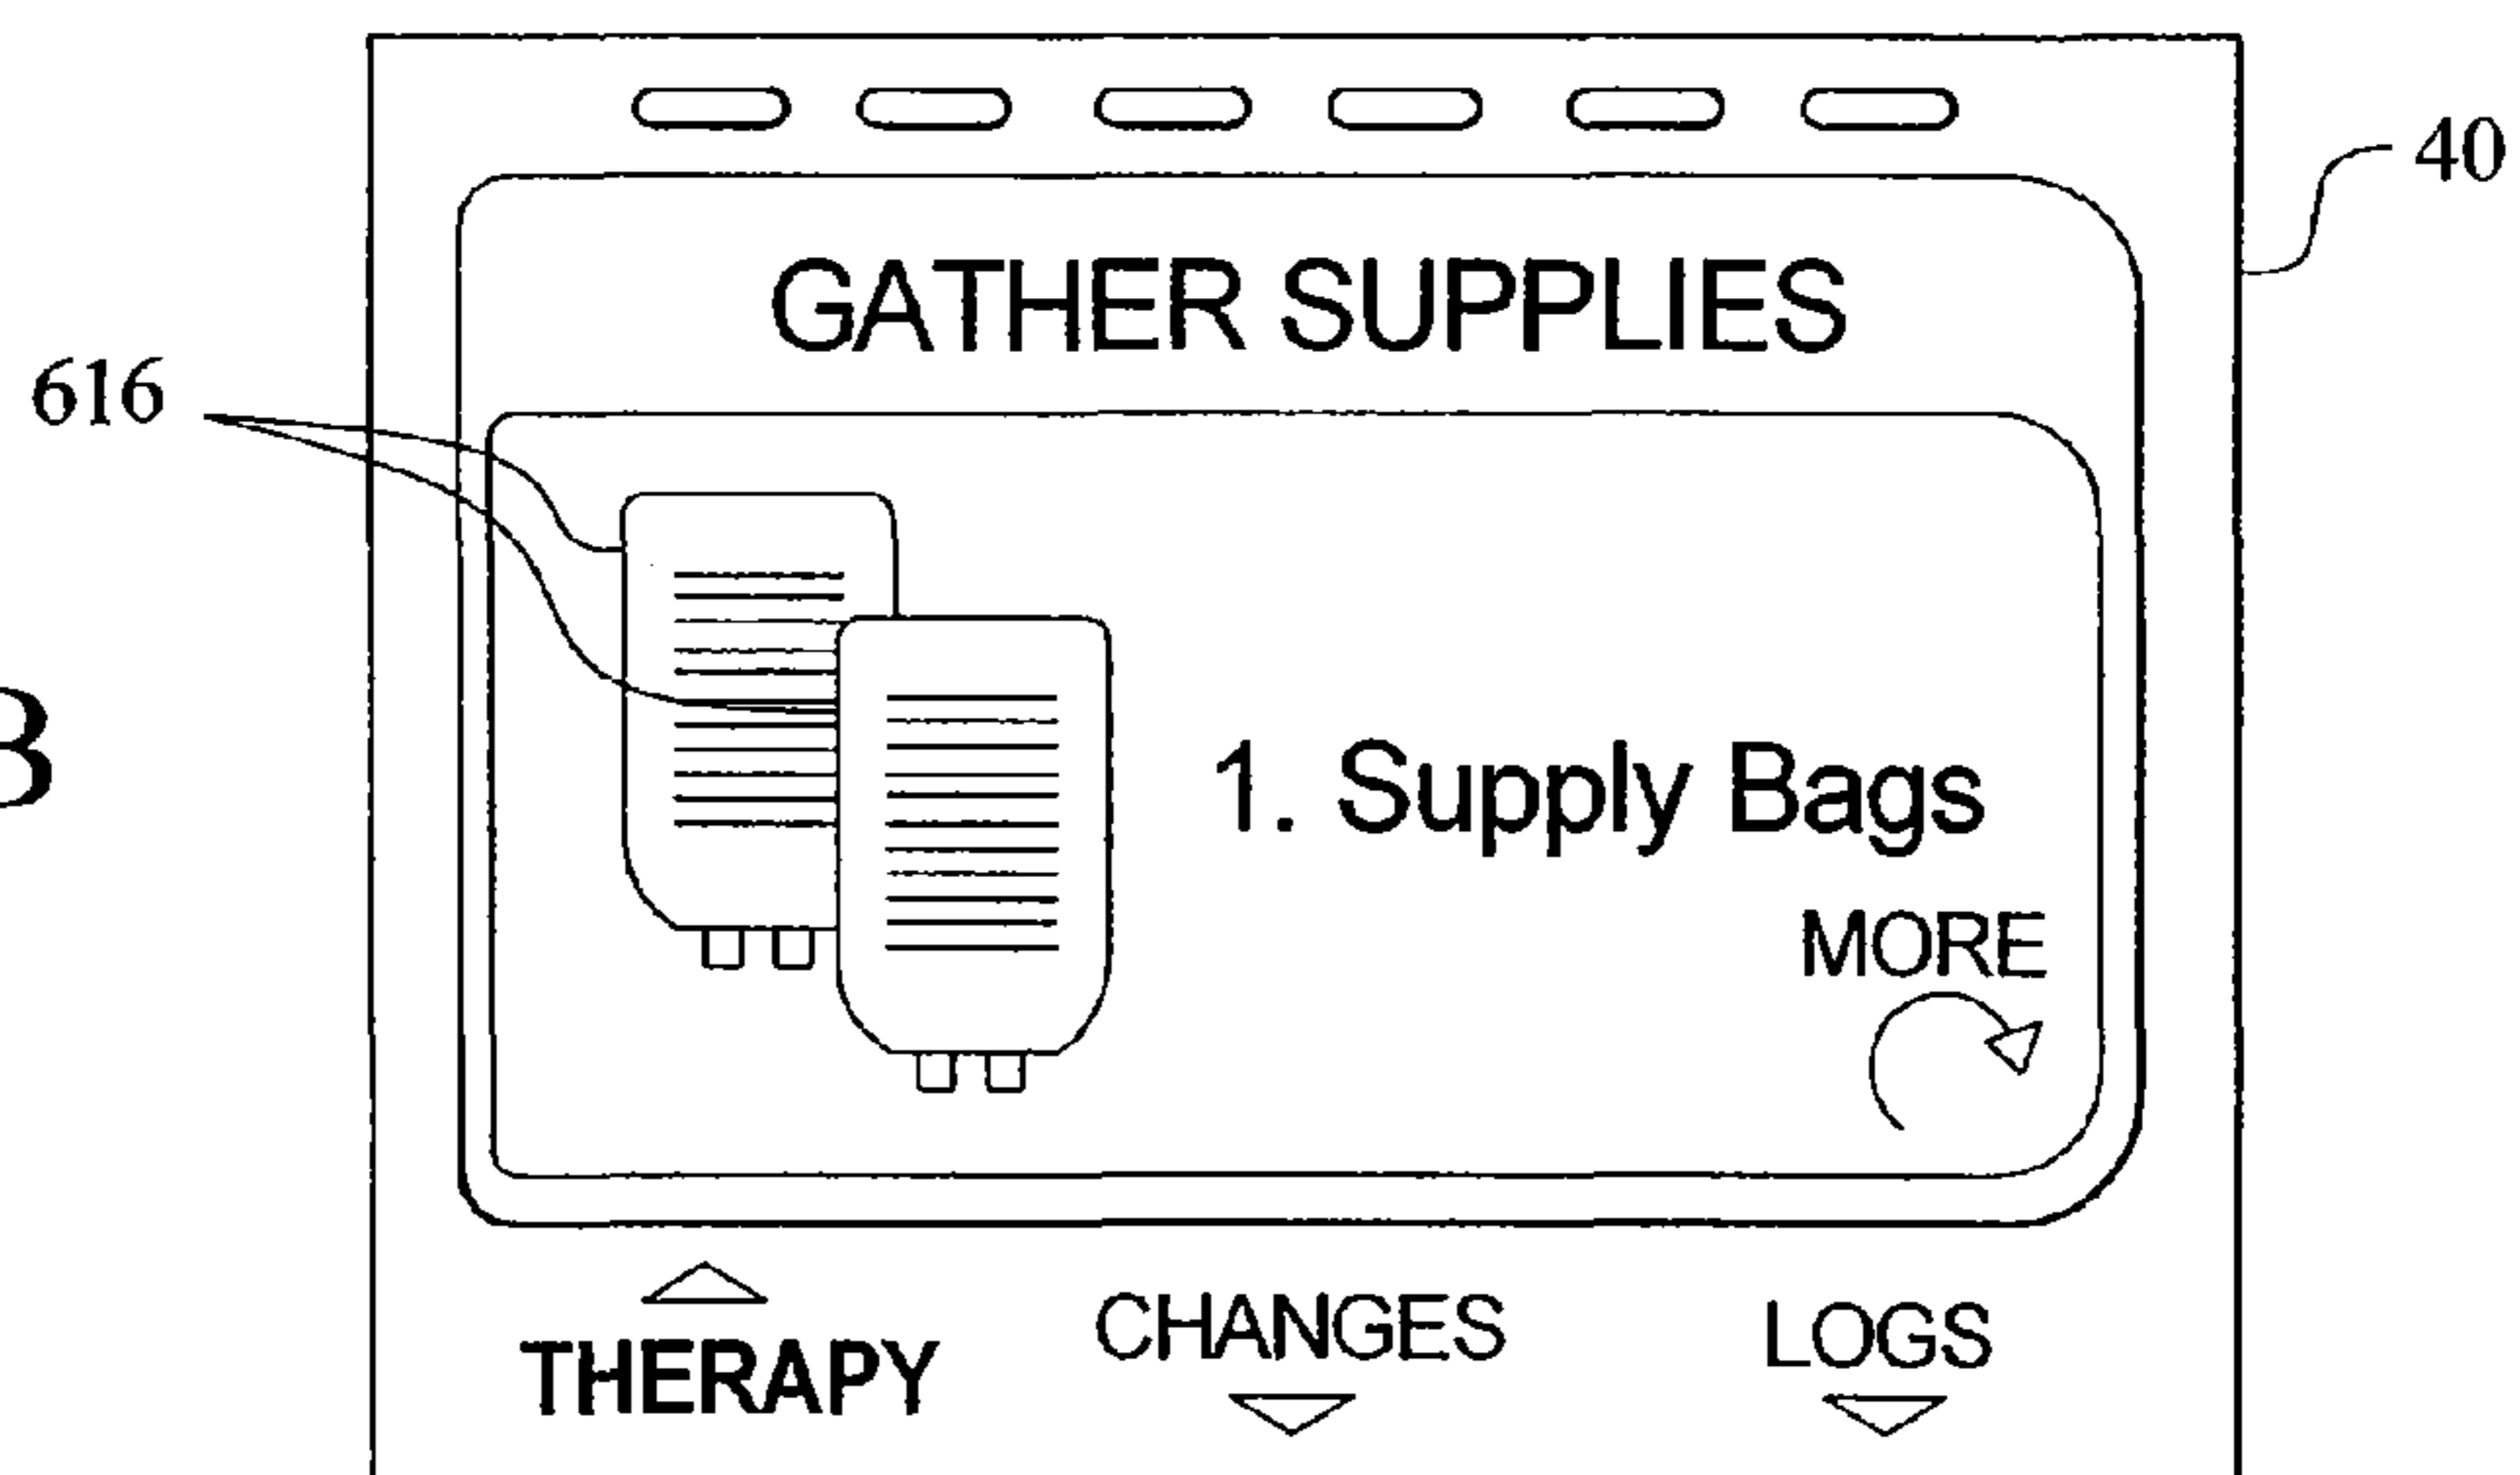 40
GATHER SUPPLIES
616
B
1. Supply Bags
MORE
THERAPY
CHANGES
LOGS